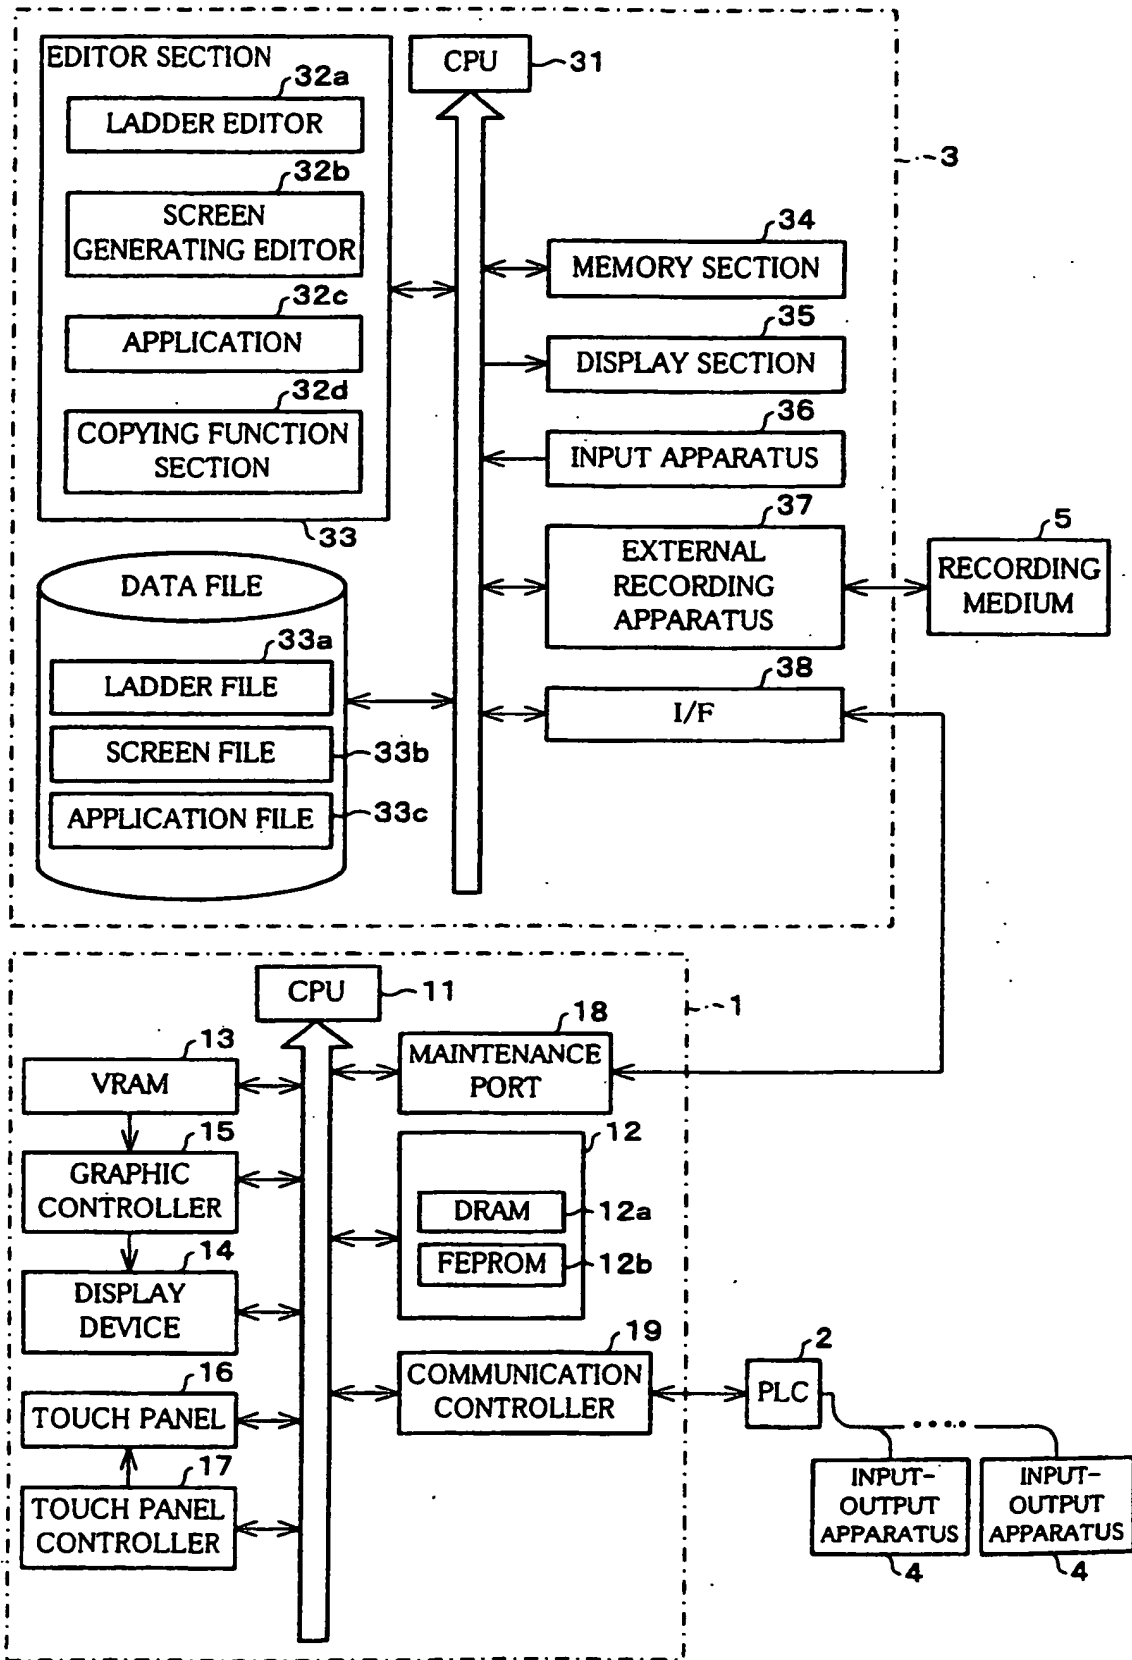 EDITOR SECTION
CPU
31
32a
LADDER EDITOR
3
32b
SCREEN
GENERATING EDITOR
34
MEMORY SECTION
32c
APPLICATION
35
DISPLAY SECTION
32d
COPYING FUNCTION
SECTION
36
INPUT APPARATUS
33
37
EXTERNAL
RECORDING
APPARATUS
5
RECORDING
MEDIUM
DATA FILE
33a
LADDER FILE
38
I/F
SCREEN FILE
33b
APPLICATION FILE
33c
CPU
11
1
18
MAINTENANCE
PORT
13
VRAM
15
GRAPHIC
CONTROLLER
12
DRAM
12a
FEPROM
12b
14
DISPLAY
DEVICE
19
COMMUNICATION
CONTROLLER
2
PLC
16
TOUCH PANEL
17
TOUCH PANEL
CONTROLLER
INPUT-
OUTPUT
APPARATUS
4
INPUT-
OUTPUT
APPARATUS
4